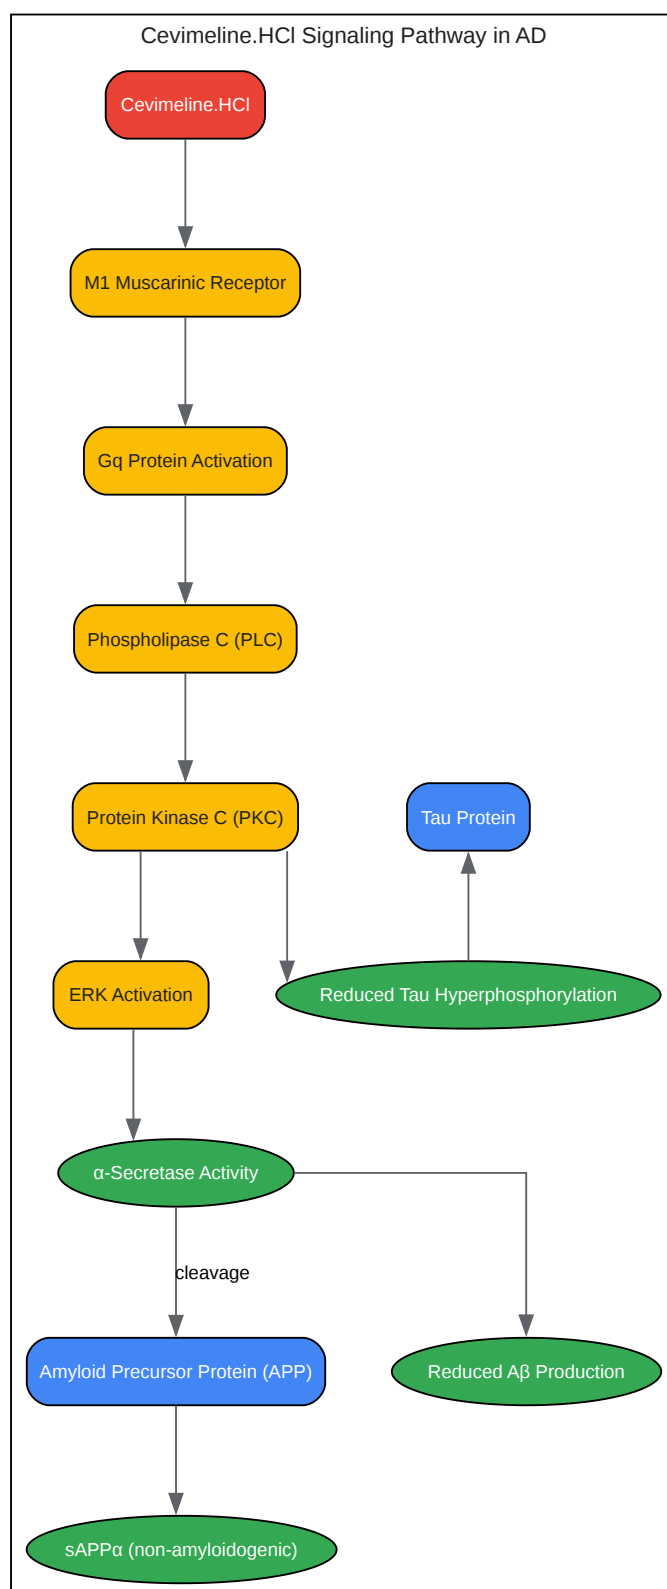 Cevimeline.HCl Signaling Pathway in AD
Cevimeline.HCl
M1 Muscarinic Receptor
Gq Protein Activation
Phospholipase C (PLC)
Protein Kinase C (PKC)
Tau Protein
ERK Activation
Reduced Tau Hyperphosphorylation
α-Secretase Activity
cleavage
Amyloid Precursor Protein (APP)
Reduced Aβ Production
sAPPα (non-amyloidogenic)